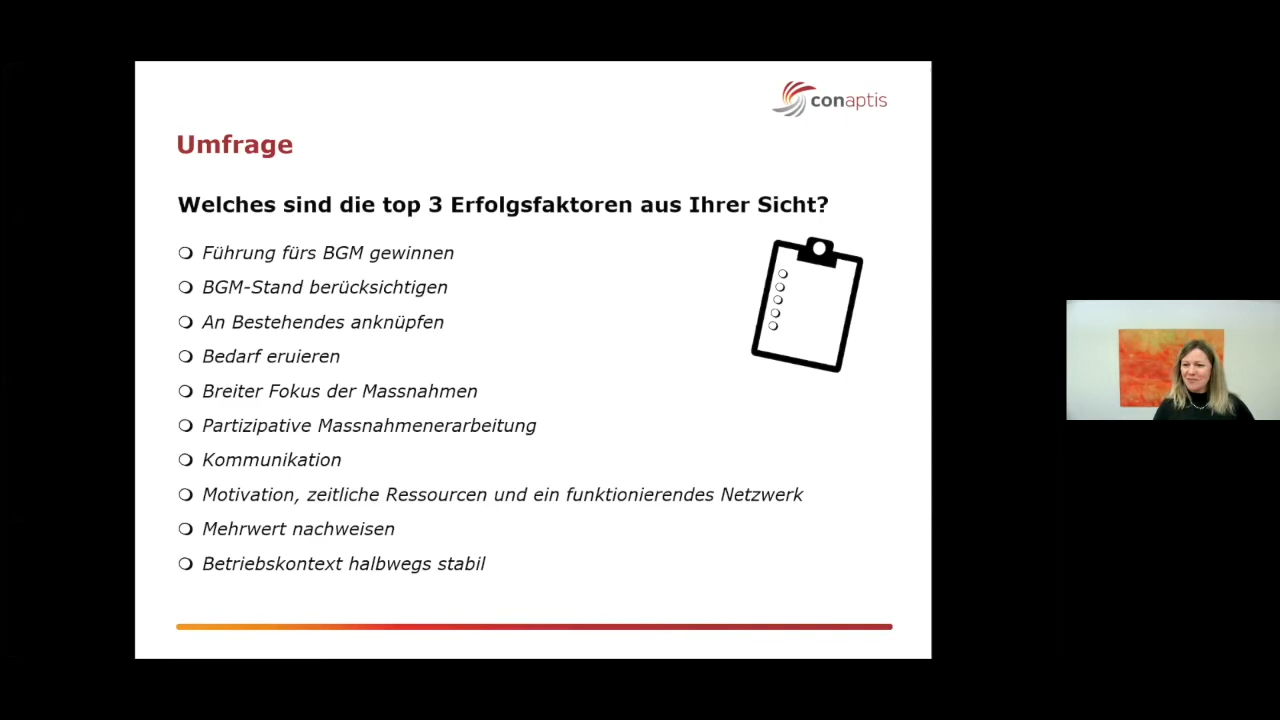 conaptis
Umfrage
Welches sind die top 3 Erfolgsfaktoren aus Ihrer Sicht?
Führung fürs BGM gewinnen
BGM-Stand berücksichtigen
An Bestehendes anknüpfen
Bedarf eruieren
Breiter Fokus der Massnahmen
Partizipative Massnahmenerarbeitung
Kommunikation
Motivation, zeitliche Ressourcen und ein funktionierendes Netzwerk
Mehrwert nachweisen
Betriebskontext halbwegs stabil